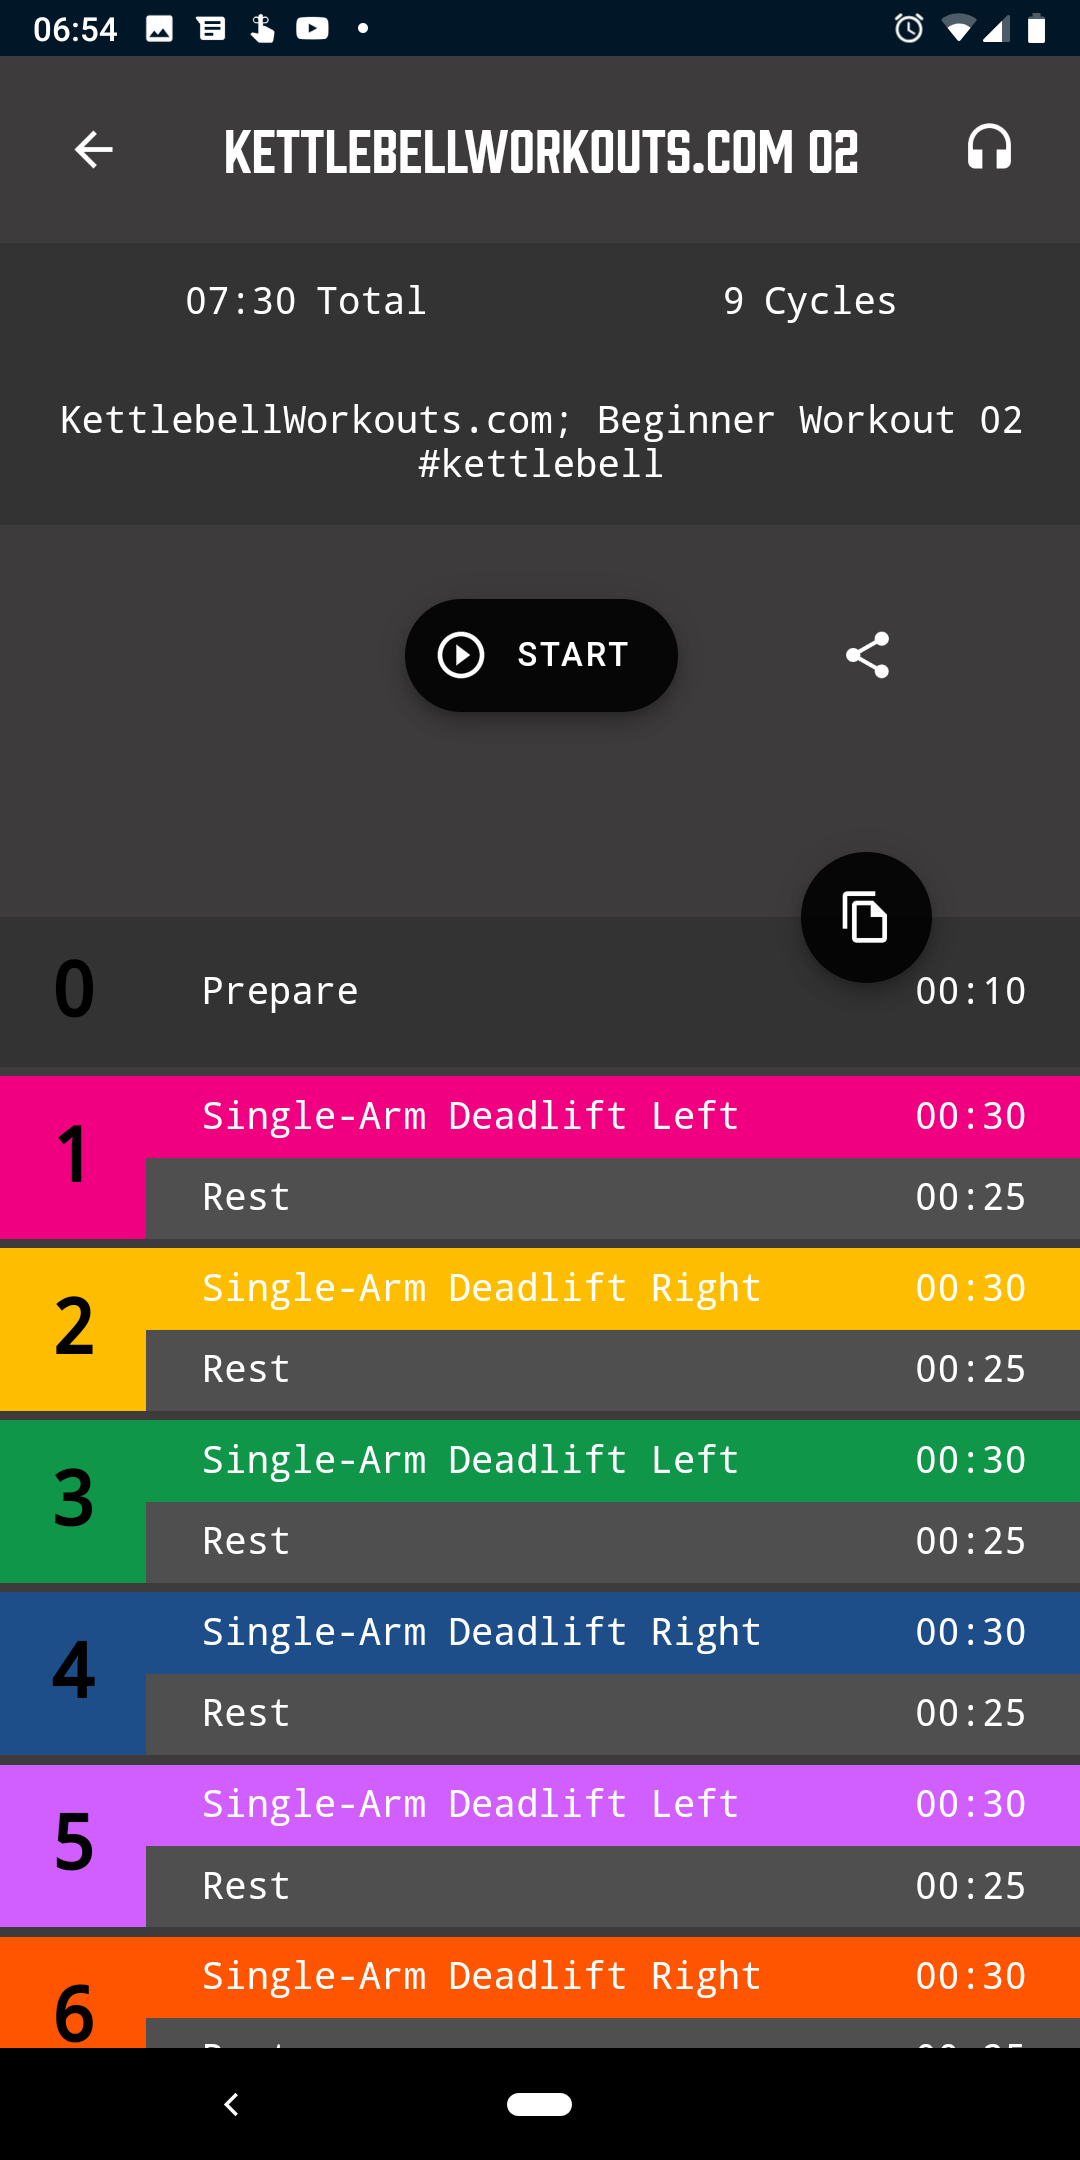 06:54
KETTLEBELLWORKOUTS.COM 02
07:30 Total 9 Cycles
KettlebellWorkouts.com; Beginner Workout 02
#kettlebell
START
0 Prepare 00:10
1 Single-Arm Deadlift Left 00:30
Rest 00:25
2 Single-Arm Deadlift Right 00:30
Rest 00:25
3 Single-Arm Deadlift Left 00:30
Rest 00:25
4 Single-Arm Deadlift Right 00:30
Rest 00:25
5 Single-Arm Deadlift Left 00:30
Rest 00:25
6 Single-Arm Deadlift Right 00:30